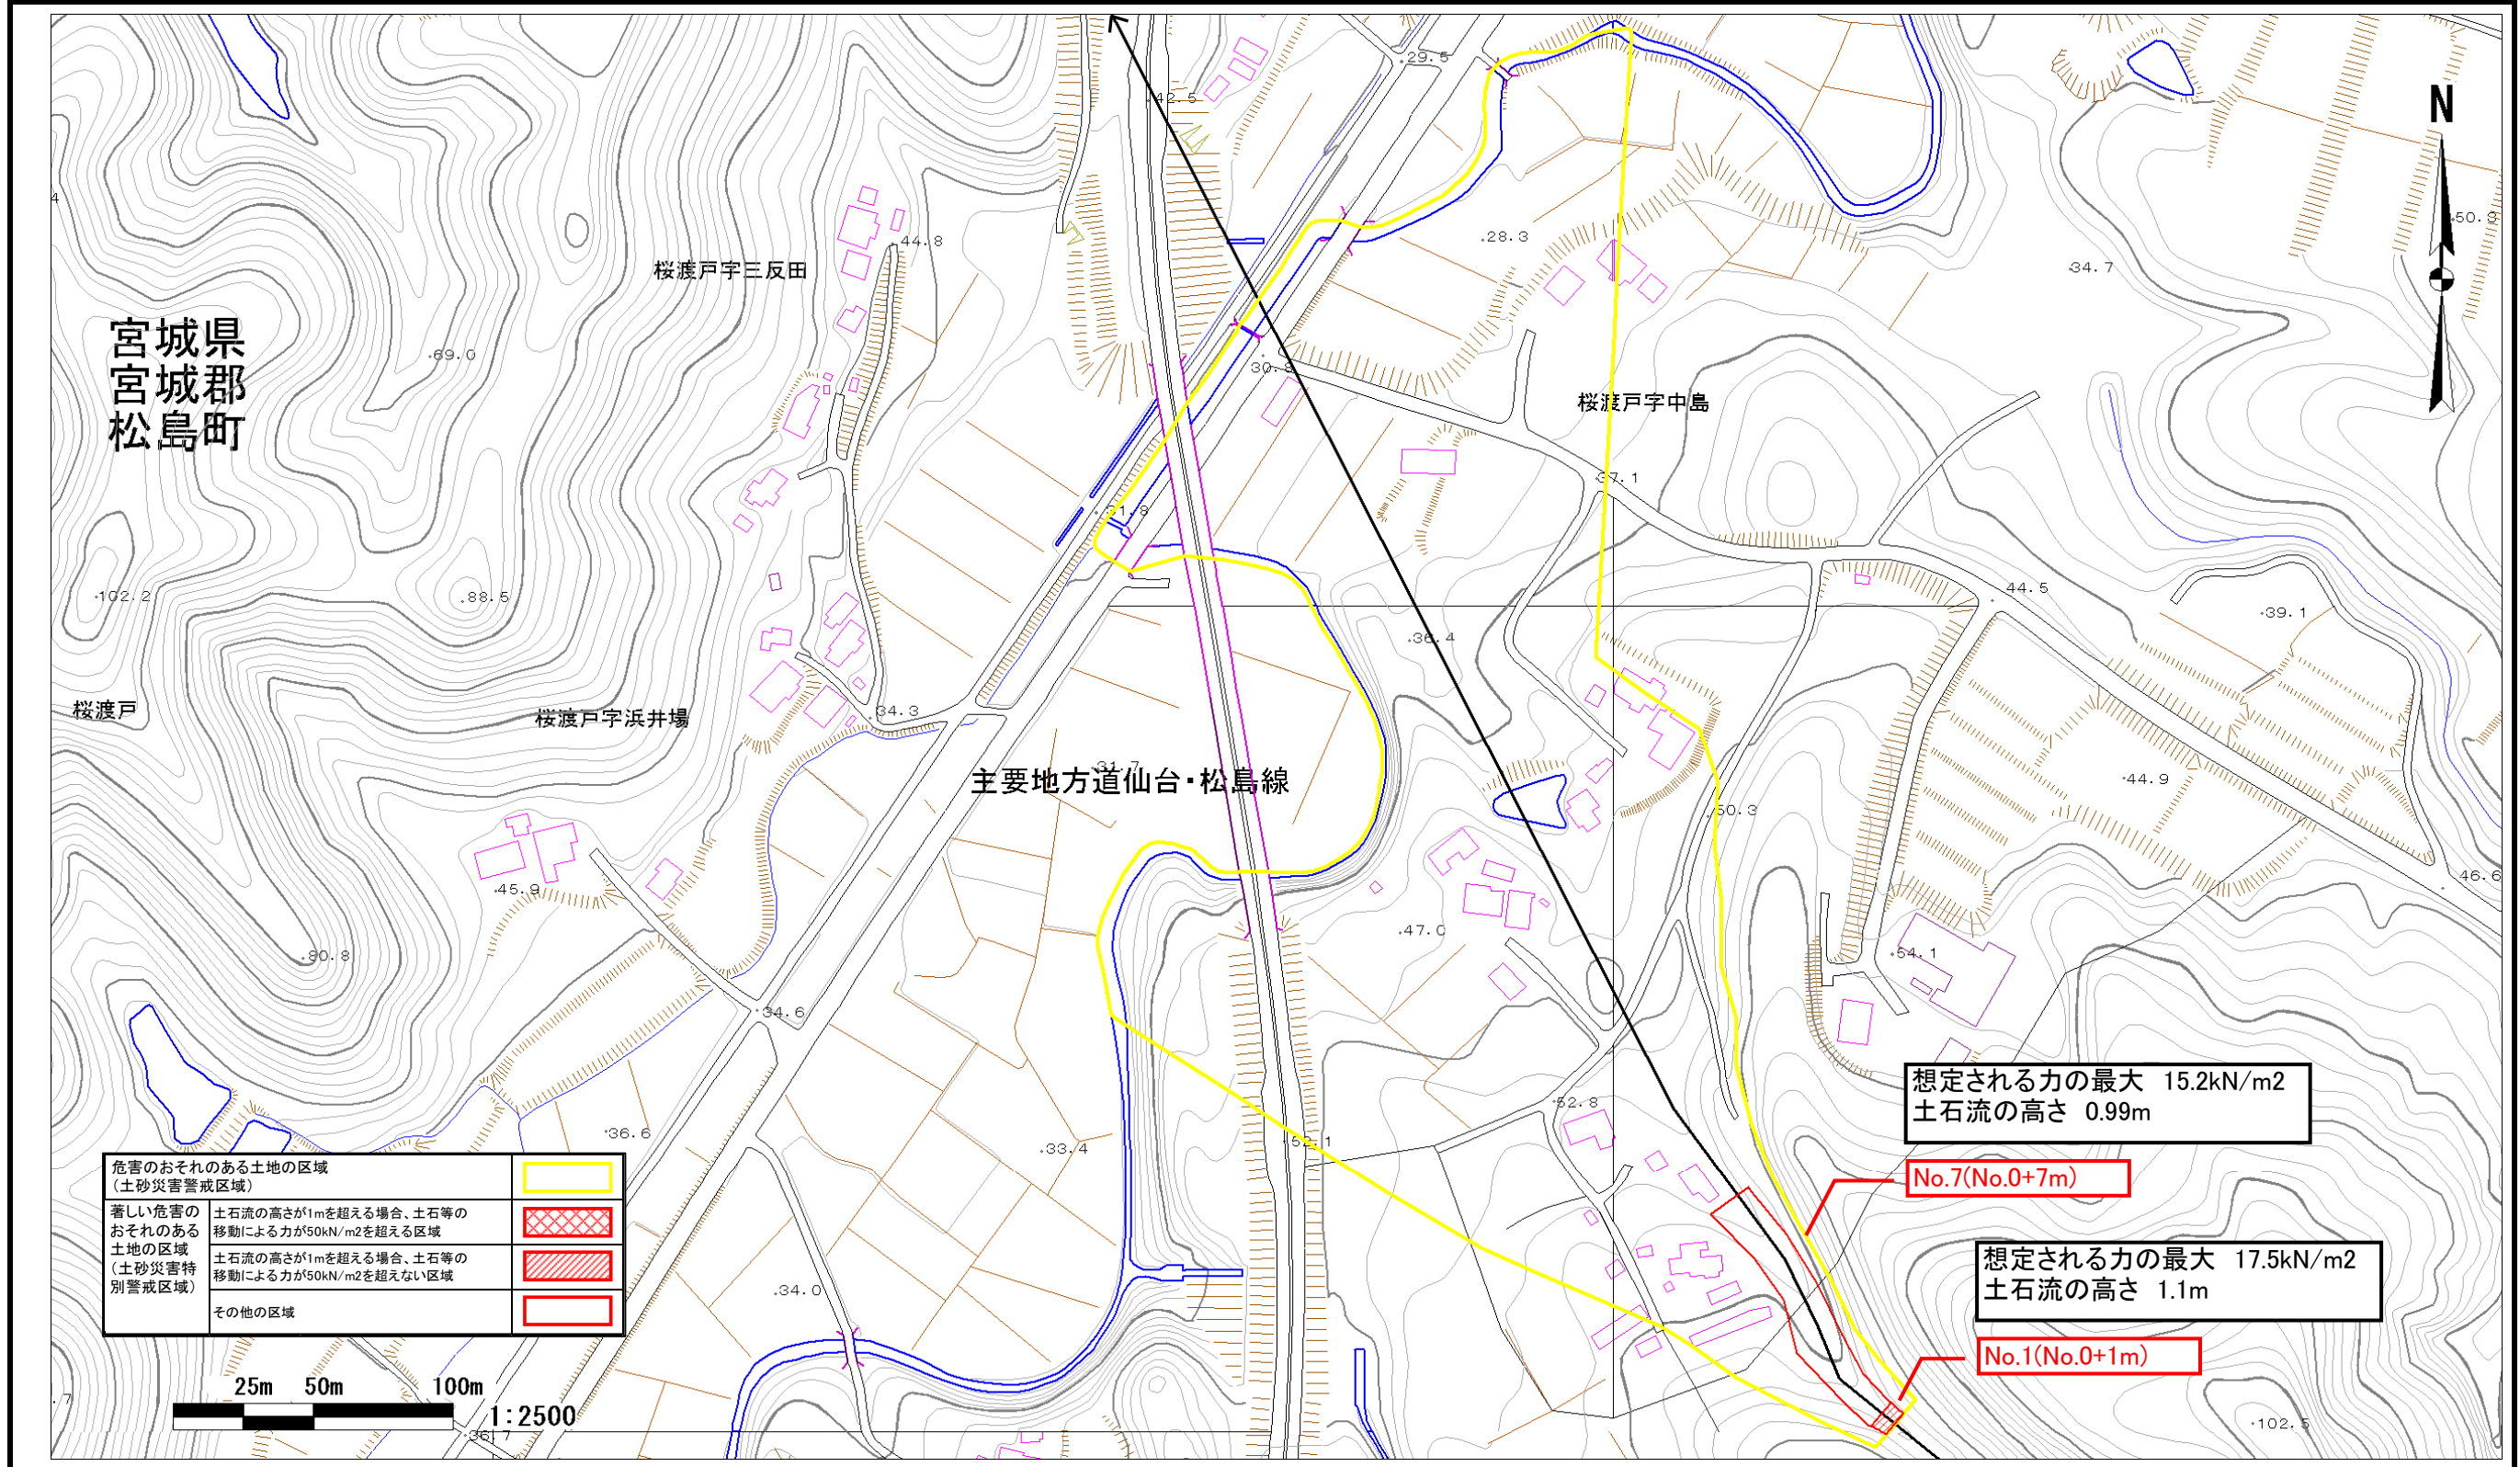 29.5
42.5
N
50.3
44.8
28.3
34.7
桜渡戸字三反田
宮城県
宮城郡
松島町
69.0
30.8
桜渡戸字中島
37.1
31.8
102.2
88.5
44.5
36.4
39.1
桜渡戸
桜渡戸字浜井場
34.3
31.7
主要地方道仙台・松島線
44.9
50.3
46.6
45.9
47.0
80.8
54.1
34.6
想定される力の最大 15.2kN/m2
土石流の高さ 0.99m
52.8
36.6
52.1
33.4
No.7(No.0+7m)
危害のおそれのある土地の区域
(土砂災害警戒区域)
著しい危害の
おそれのある
土地の区域
(土砂災害特
別警戒区域)
土石流の高さが1mを超える場合、土石等の
移動による力が50kN/m2を超える区域
土石流の高さが1mを超える場合、土石等の
移動による力が50kN/m2を超えない区域
その他の区域
34.0
想定される力の最大 17.5kN/m2
土石流の高さ 1.1m
No.1(No.0+1m)
25m 50m 100m
1:2500
36.7
102.5